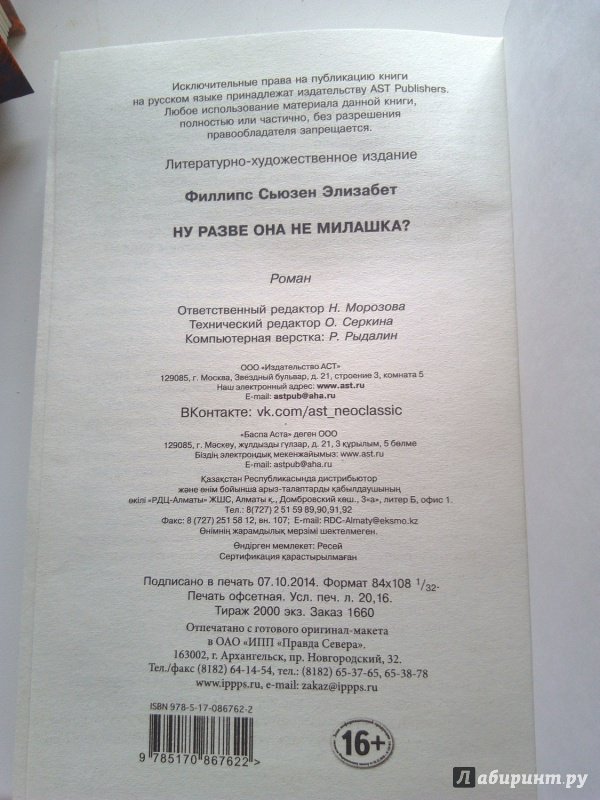 Исключительные права на публикацию книги
на русском языке принадлежат издательству AST Publishers.
Любое использование материала данной книги,
полностью или частично, без разрешения
правообладателя запрещается.
Литературно-художественное издание
Филлипс Сьюзен Элизабет
НУ РАЗВЕ ОНА НЕ МИЛАШКА?
Роман
Ответственный редактор Н. Морозова
Технический редактор О. Серкина
Компьютерная верстка: Р. Рыдалин
ООО «Издательство АСТ»
129085, г. Москва, Звездный бульвар, д. 21, строение 3, комната 5
Наш электронный адрес: www.ast.ru
E-mail: astpub@aha.ru
ВКонтакте: vk.com/ast_neoclassic
«Баспа Аста» деген ООО
129085, г. Мәскеу, жұлдызды гүлзар, д. 21, 3 құрылым, 5 бөлме
Біздің электрондық мекенжайымыз: www.ast.ru
E-mail: astpub@aha.ru
Қазақстан Республикасында дистрибьютор
және өнім бойынша арыз-талаптарды қабылдаушының
өкілі «РДЦ-Алматы» ЖШС, Алматы қ., Домбровский көш., 3«а», литер Б, офис 1.
Тел.: 8(727) 2 51 59 89,90,91,92
Факс: 8 (727) 251 58 12, вн. 107; E-mail: RDC-Almaty@eksmo.kz
Өнімнің жарамдылық мерзімі шектелмеген.
Өндірген мемлекет: Ресей
Сертификация қарастырылмаған
Подписано в печать 07.10.2014. Формат 84х108 1/32.
Печать офсетная. Усл. печ. л. 20,16.
Тираж 2000 экз. Заказ 1660
Отпечатано с готового оригинал-макета
в ОАО «ИПП «Правда Севера».
163002, г. Архангельск, пр. Новгородский, 32.
Тел./факс (8182) 64-14-54, тел.: (8182) 65-37-65, 65-38-78
www.ippps.ru, e-mail: zakaz@ippps.ru
ISBN 978-5-17-086762-2
9 785170 867622 >
16+
Лабиринт.ру